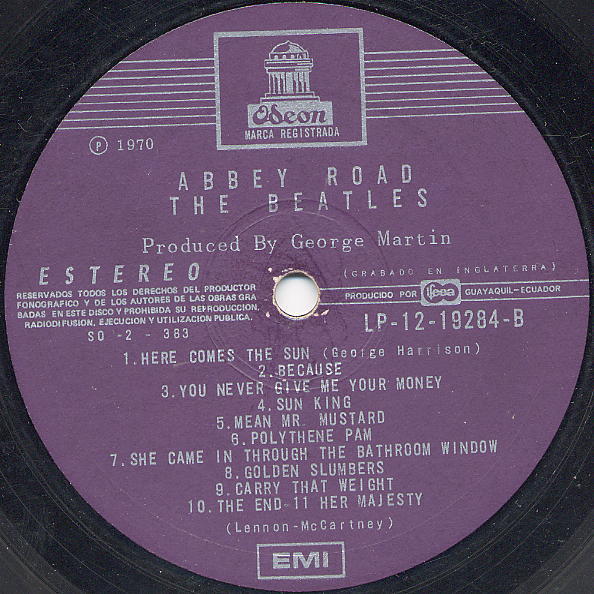 Odeon
MARCA REGISTRADA
℗ 1970
ABBEY ROAD
THE BEATLES
Produced By George Martin
ESTEREO
(GRABADO EN INGLATERRA)
RESERVADOS TODOS LOS DERECHOS DEL PRODUCTOR
FONOGRAFICO Y DE LOS AUTORES DE LAS OBRAS GRA
BADAS EN ESTE DISCO Y PROHIBIDA SU REPRODUCCION,
RADIODIFUSION, EJECUCION Y UTILIZACION PUBLICA.
PRODUCIDO POR ifesa GUAYAQUIL-ECUADOR
SO -2 - 383
LP-12-19284-B
1. HERE COMES THE SUN (George Harrison)
2. BECAUSE
3. YOU NEVER GIVE ME YOUR MONEY
4. SUN KING
5. MEAN MR. MUSTARD
6. POLYTHENE PAM
7. SHE CAME IN THROUGH THE BATHROOM WINDOW
8. GOLDEN SLUMBERS
9. CARRY THAT WEIGHT
10. THE END-11 HER MAJESTY
(Lennon-McCartney)
EMI